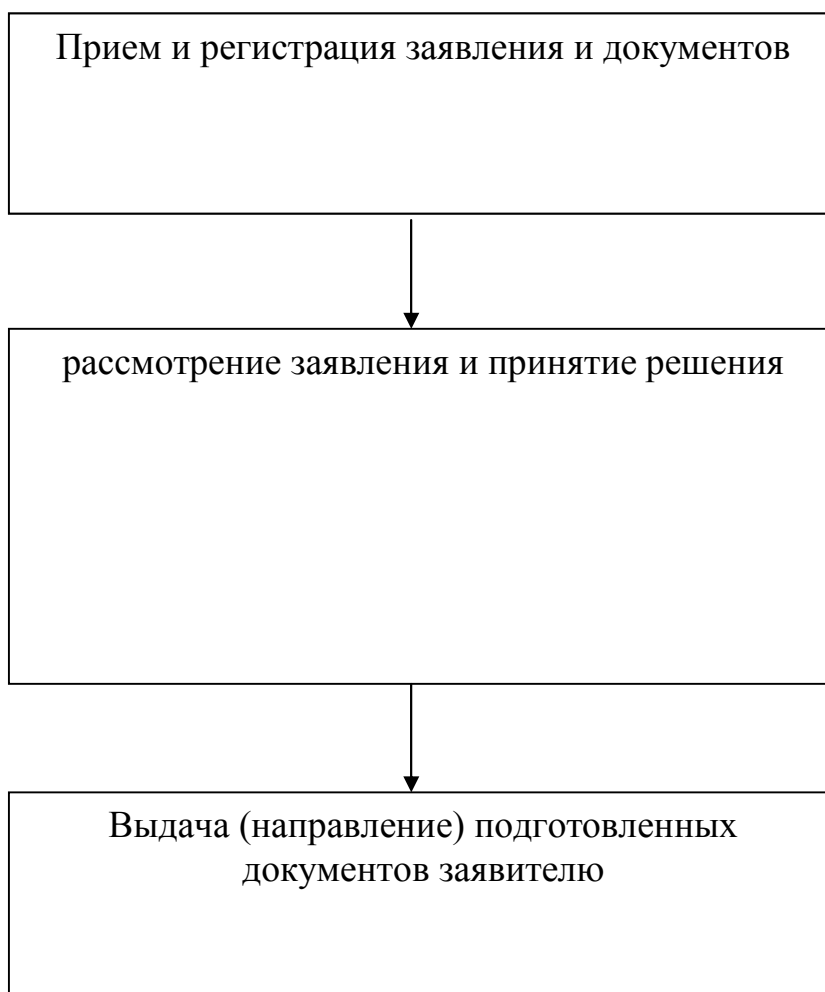 Прием и регистрация заявления и документов
рассмотрение заявления и принятие решения
Выдача (направление) подготовленных
документов заявителю